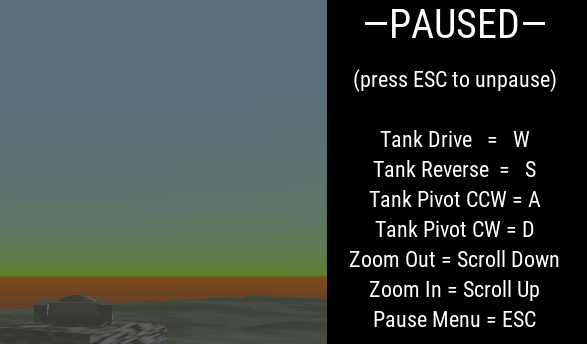 —PAUSED—
(press ESC to unpause)
Tank Drive = W
Tank Reverse = S
Tank Pivot CCW = A
Tank Pivot CW = D
Zoom Out = Scroll Down
Zoom In = Scroll Up
Pause Menu = ESC